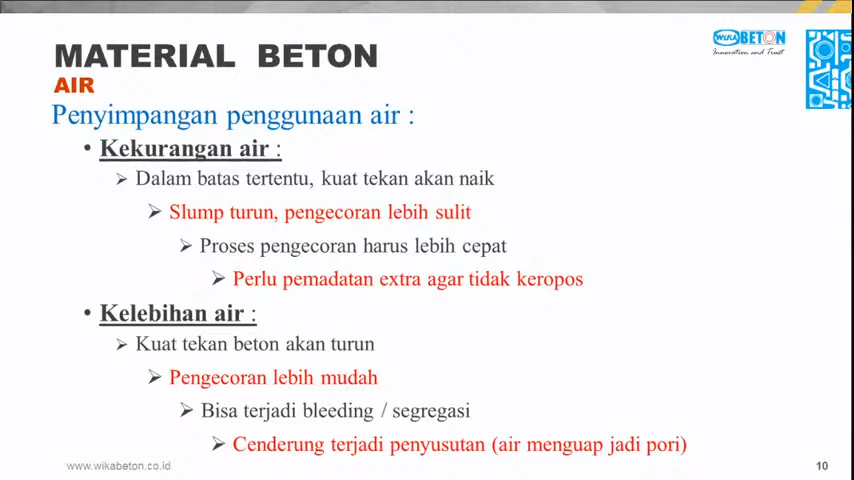 MATERIAL BETON
WIKA BETON
Innovation and Trust
AIR
Penyimpangan penggunaan air :
• Kekurangan air :
➢ Dalam batas tertentu, kuat tekan akan naik
➢ Slump turun, pengecoran lebih sulit
➢ Proses pengecoran harus lebih cepat
➢ Perlu pemadatan extra agar tidak keropos
• Kelebihan air :
➢ Kuat tekan beton akan turun
➢ Pengecoran lebih mudah
➢ Bisa terjadi bleeding / segregasi
➢ Cenderung terjadi penyusutan (air menguap jadi pori)
www.wikabeton.co.id
10